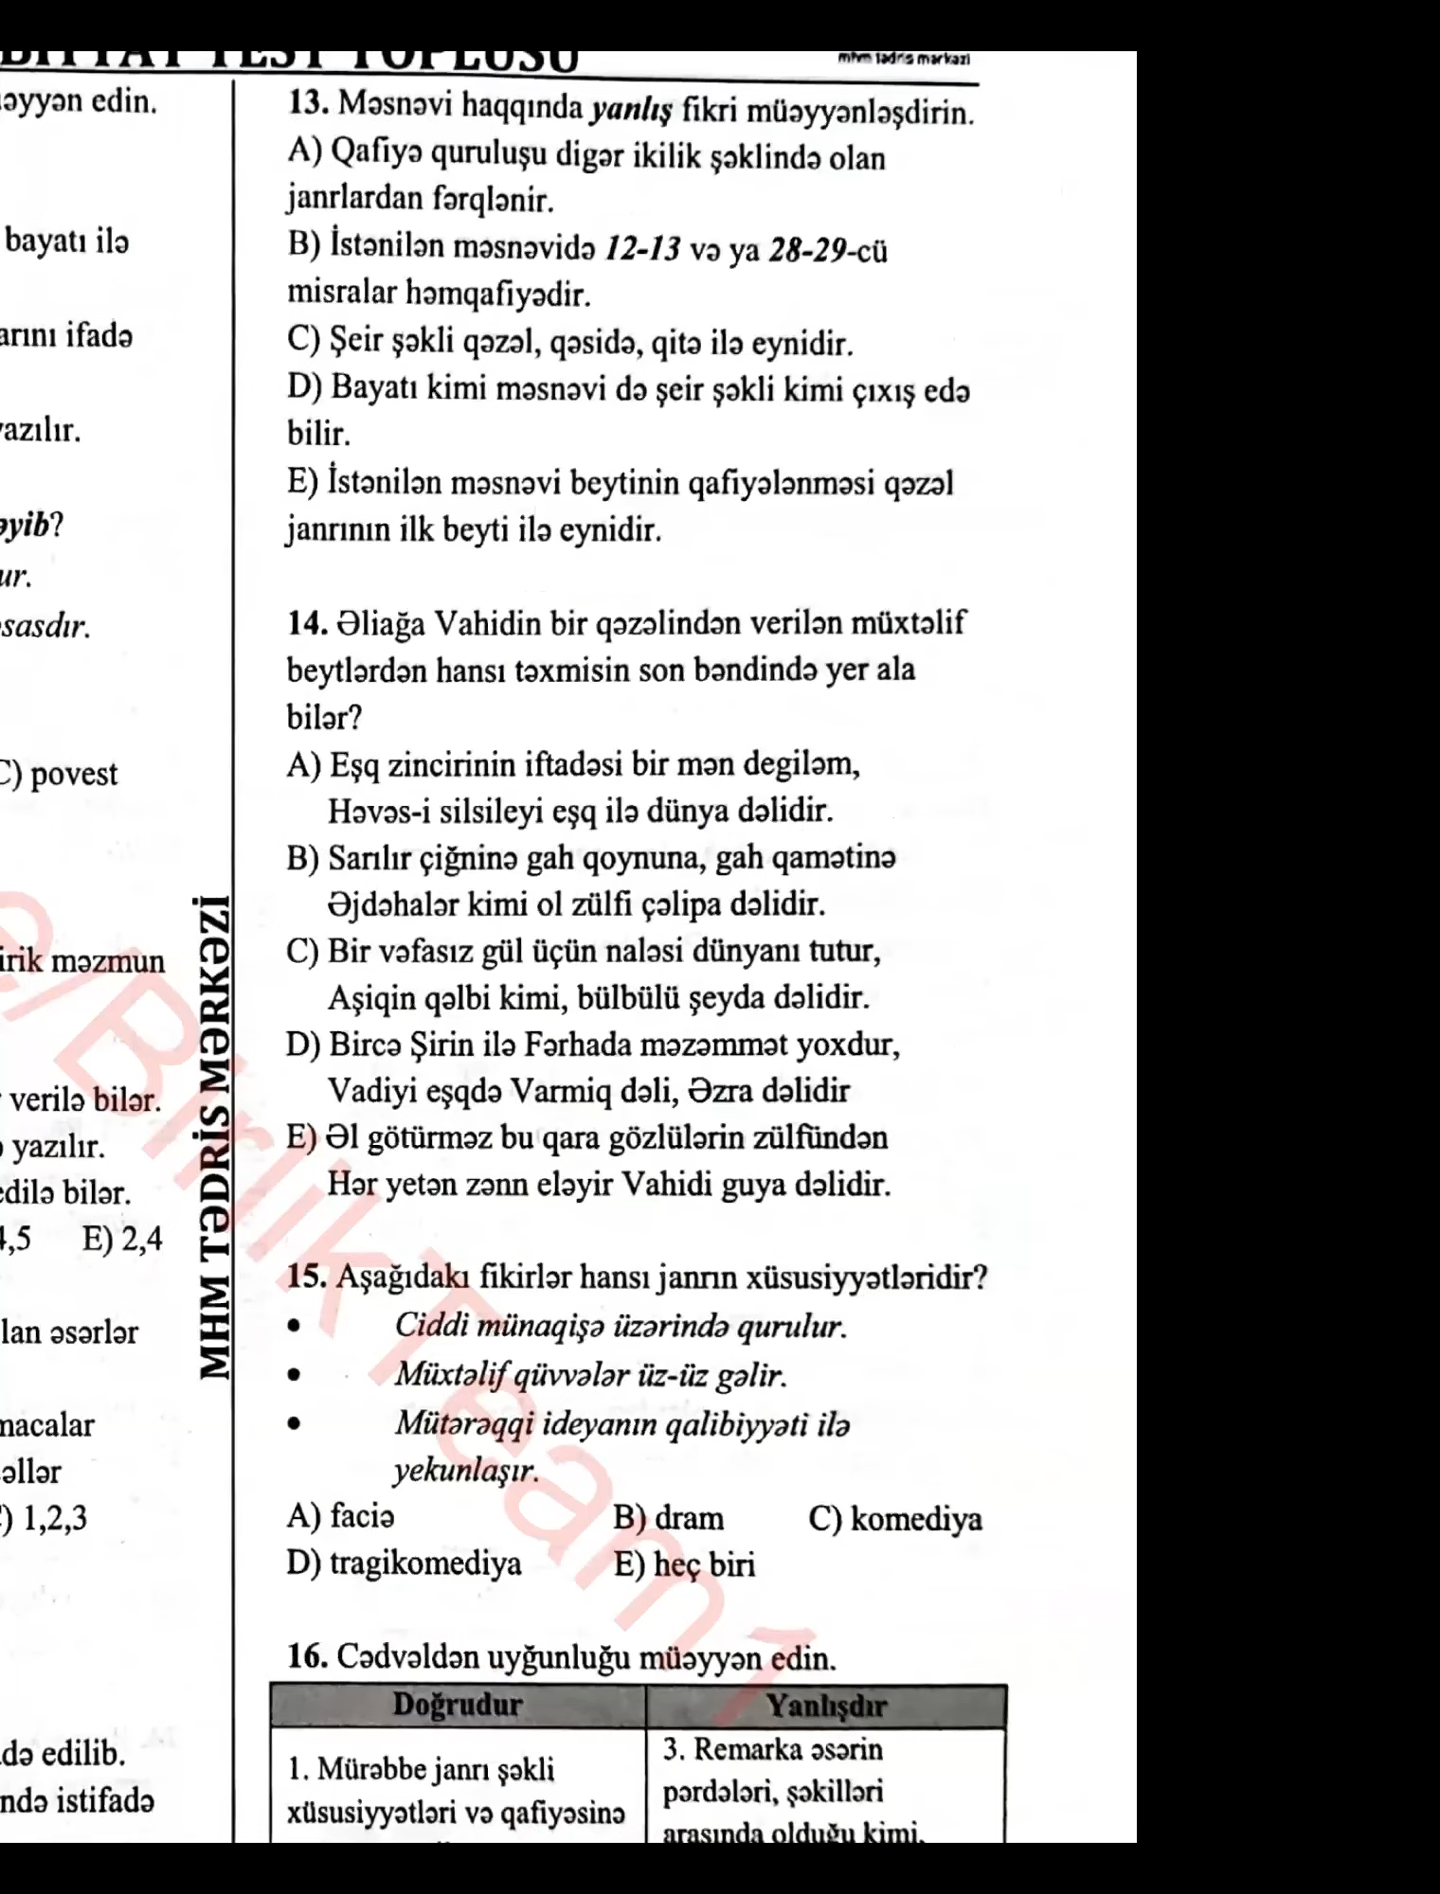 TEST TOPLUSU
mhm tədris mərkəzi
əyyən edin.
bayatı ilə
arını ifadə
yazılır.
əyib?
ur.
əsasdır.
C) povest
irik məzmun
verilə bilər.
yazılır.
edilə bilər.
4,5 E) 2,4
lan əsərlər
macalar
əllər
) 1,2,3
də edilib.
ndə istifadə
MHM TƏDRİS MƏRKƏZİ
13. Məsnəvi haqqında yanlış fikri müəyyənləşdirin.
A) Qafiyə quruluşu digər ikilik şəklində olan
janrlardan fərqlənir.
B) İstənilən məsnəvidə 12-13 və ya 28-29-cü
misralar həmqafiyədir.
C) Şeir şəkli qəzəl, qəsidə, qitə ilə eynidir.
D) Bayatı kimi məsnəvi də şeir şəkli kimi çıxış edə
bilir.
E) İstənilən məsnəvi beytinin qafiyələnməsi qəzəl
janrının ilk beyti ilə eynidir.
14. Əliağa Vahidin bir qəzəlindən verilən müxtəlif
beytlərdən hansı təxmisin son bəndində yer ala
bilər?
A) Eşq zincirinin iftadəsi bir mən degiləm,
Həvəs-i silsileyi eşq ilə dünya dəlidir.
B) Sarılır çiğninə gah qoynuna, gah qamətinə
Əjdəhalər kimi ol zülfi çəlipa dəlidir.
C) Bir vəfasız gül üçün naləsi dünyanı tutur,
Aşiqin qəlbi kimi, bülbülü şeyda dəlidir.
D) Bircə Şirin ilə Fərhada məzəmmət yoxdur,
Vadiyi eşqdə Varmiq dəli, Əzra dəlidir
E) Əl götürməz bu qara gözlülərin zülfündən
Hər yetən zənn eləyir Vahidi guya dəlidir.
15. Aşağıdakı fikirlər hansı janrın xüsusiyyətləridir?
• Ciddi münaqişə üzərində qurulur.
• Müxtəlif qüvvələr üz-üz gəlir.
• Mütərəqqi ideyanın qalibiyyəti ilə
yekunlaşır.
A) faciə B) dram C) komediya
D) tragikomediya E) heç biri
16. Cədvəldən uyğunluğu müəyyən edin.
Doğrudur Yanlışdır
1. Mürəbbe janrı şəkli
xüsusiyyətləri və qafiyəsinə
3. Remarka əsərin
pərdələri, şəkilləri
arasında olduğu kimi,
e/BirlikTeam1